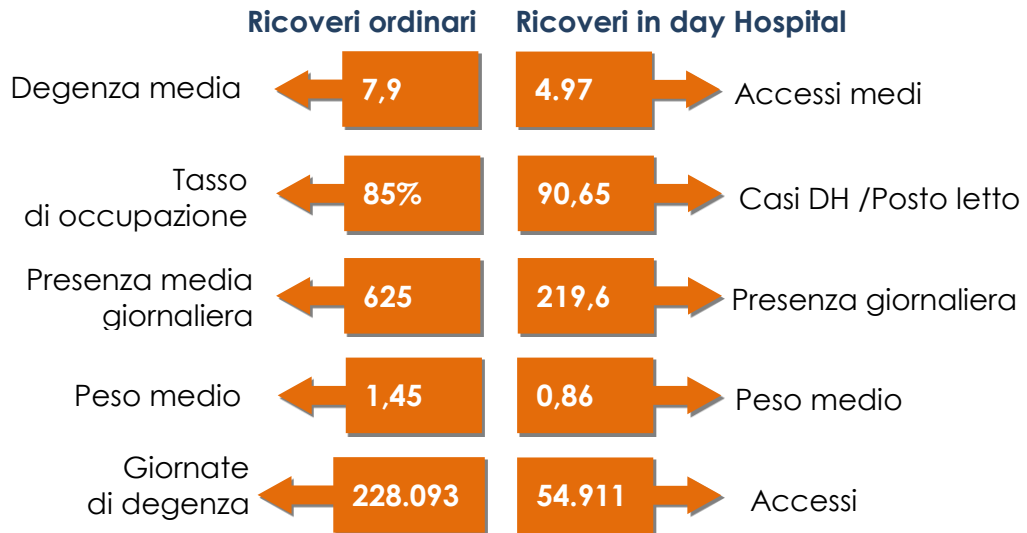 Ricoveri ordinari Ricoveri in day Hospital
Degenza media 7,9 4.97 Accessi medi
Tasso
di occupazione 85% 90,65 Casi DH /Posto letto
Presenza media
giornaliera 625 219,6 Presenza giornaliera
Peso medio 1,45 0,86 Peso medio
Giornate
di degenza 228.093 54.911 Accessi